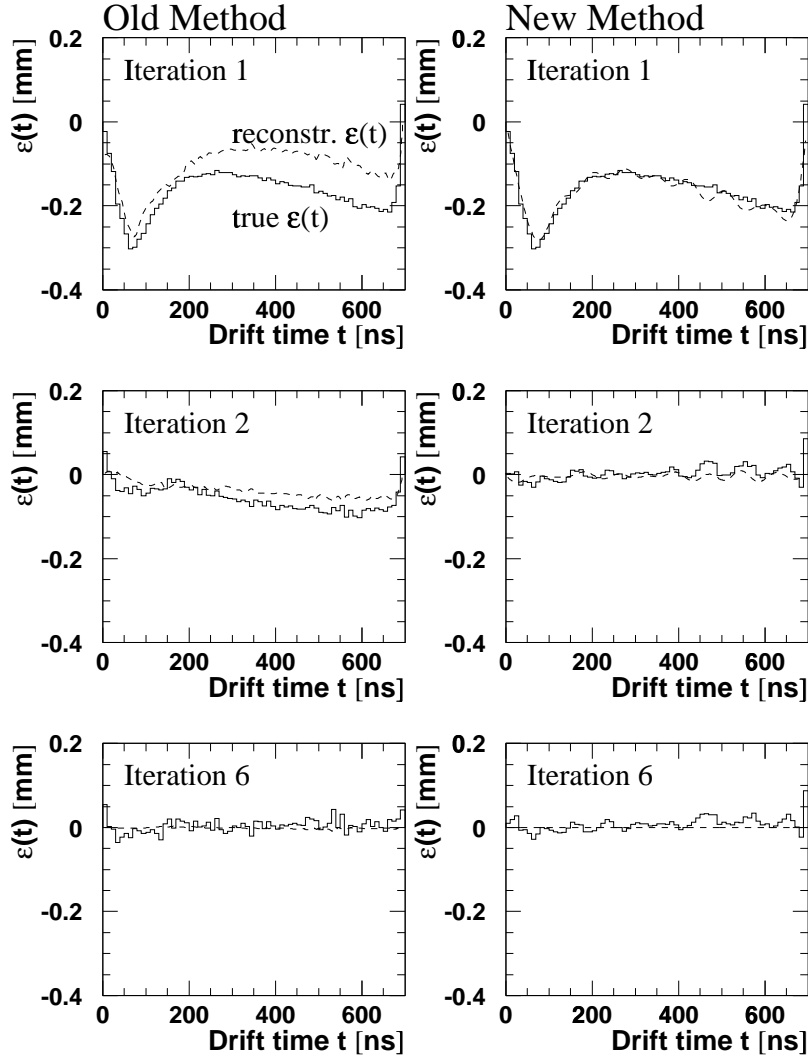 Old Method
New Method
ε(t) [mm]
0.2
0
-0.2
-0.4
Iteration 1
reconstr. ε(t)
true ε(t)
0
200
400
600
Drift time t [ns]
ε(t) [mm]
0.2
0
-0.2
-0.4
Iteration 1
0
200
400
600
Drift time t [ns]
ε(t) [mm]
0.2
0
-0.2
-0.4
Iteration 2
0
200
400
600
Drift time t [ns]
ε(t) [mm]
0.2
0
-0.2
-0.4
Iteration 2
0
200
400
600
Drift time t [ns]
ε(t) [mm]
0.2
0
-0.2
-0.4
Iteration 6
0
200
400
600
Drift time t [ns]
ε(t) [mm]
0.2
0
-0.2
-0.4
Iteration 6
0
200
400
600
Drift time t [ns]